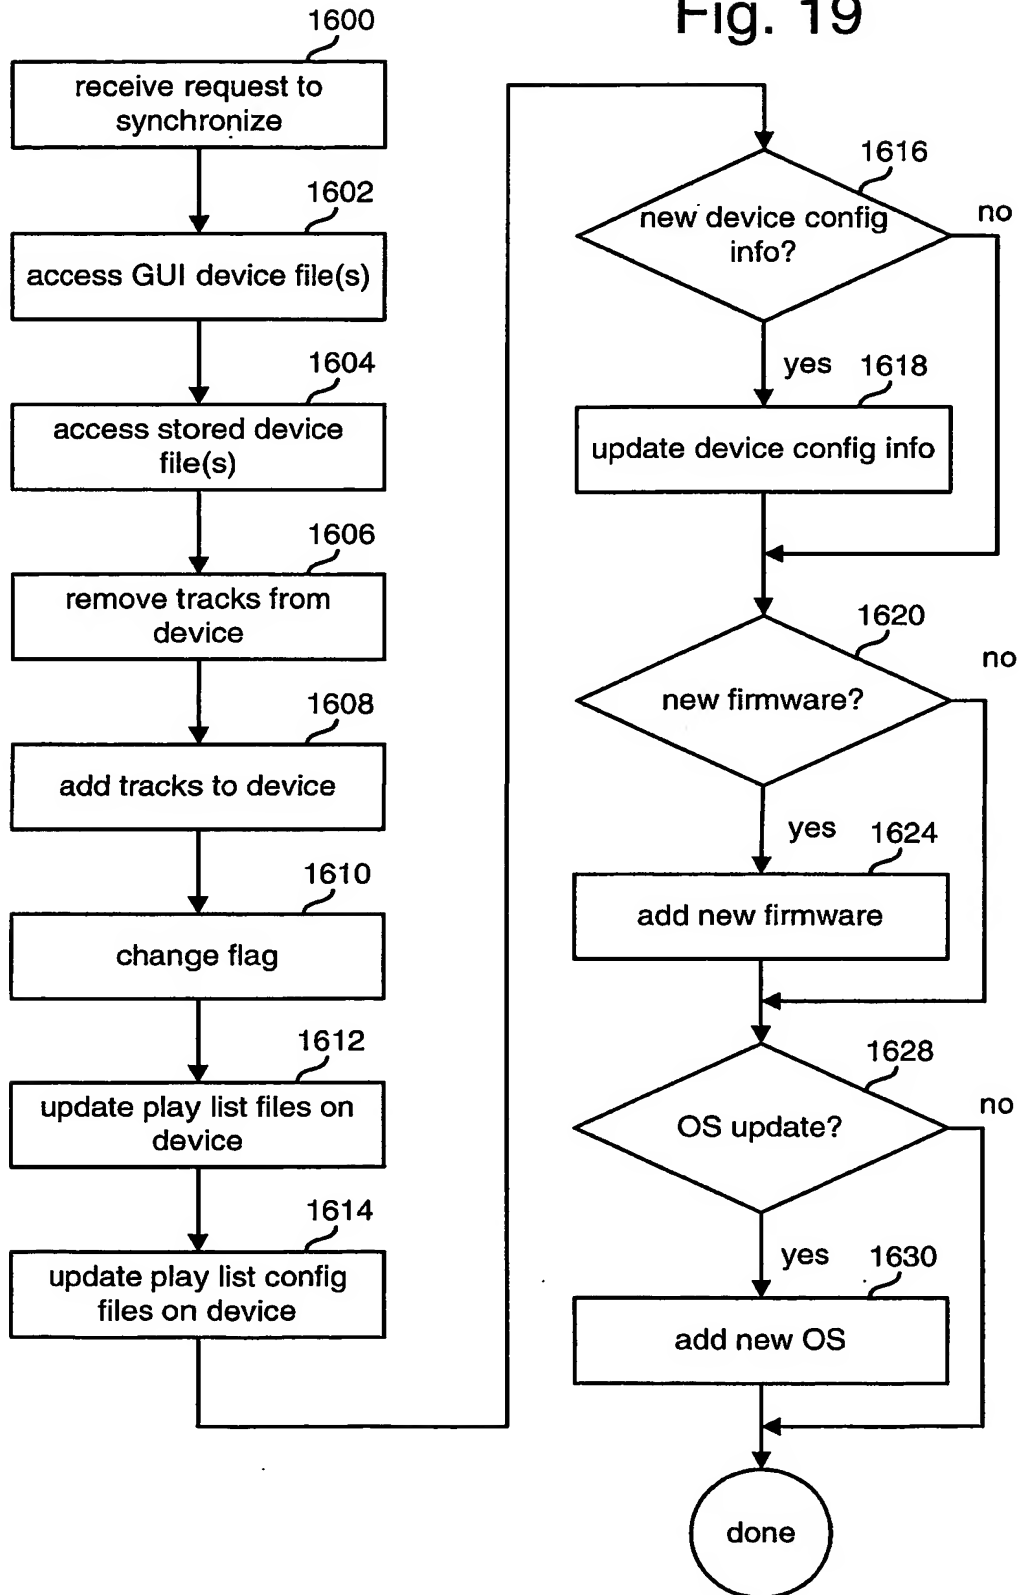 Fig. 19
1600
receive request to
synchronize
1602
access GUI device file(s)
1604
access stored device
file(s)
1606
remove tracks from
device
1608
add tracks to device
1610
change flag
1612
update play list files on
device
1614
update play list config
files on device
1616
new device config
info?
no
yes
1618
update device config info
1620
new firmware?
no
yes
1624
add new firmware
1628
OS update?
no
yes
1630
add new OS
done